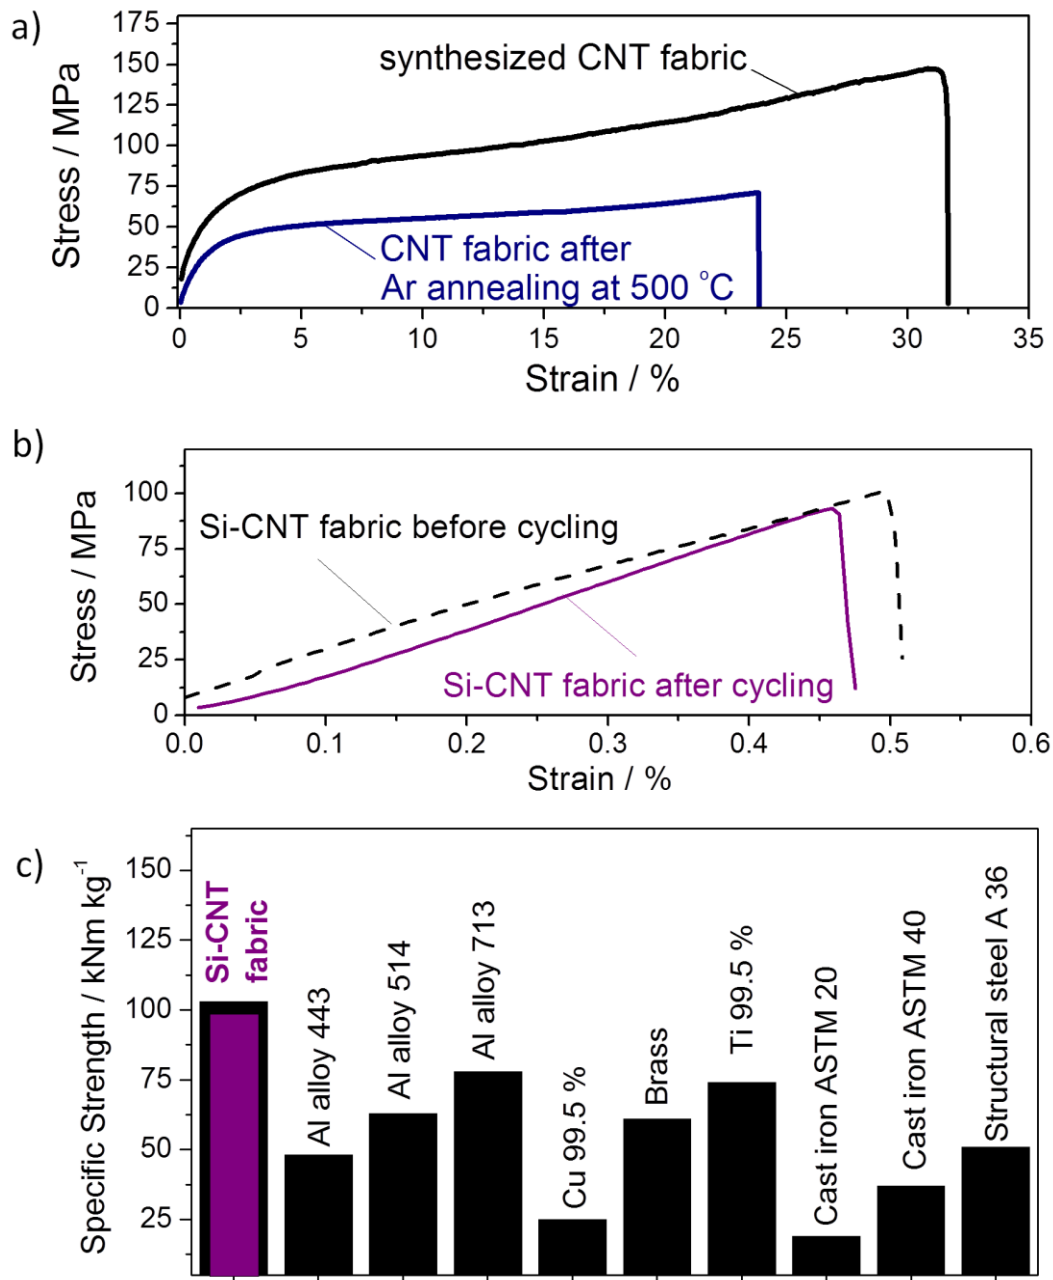 a)
Stress / MPa
175
150
125
100
75
50
25
0
synthesized CNT fabric
CNT fabric after
Ar annealing at 500 °C
0 5 10 15 20 25 30 35
Strain / %
b)
Stress / MPa
100
75
50
25
0
Si-CNT fabric before cycling
Si-CNT fabric after cycling
0.0 0.1 0.2 0.3 0.4 0.5 0.6
Strain / %
c)
Specific Strength / kNm kg⁻¹
150
125
100
75
50
25
Si-CNT
fabric
Al alloy 443
Al alloy 514
Al alloy 713
Cu 99.5 %
Brass
Ti 99.5 %
Cast iron ASTM 20
Cast iron ASTM 40
Structural steel A 36